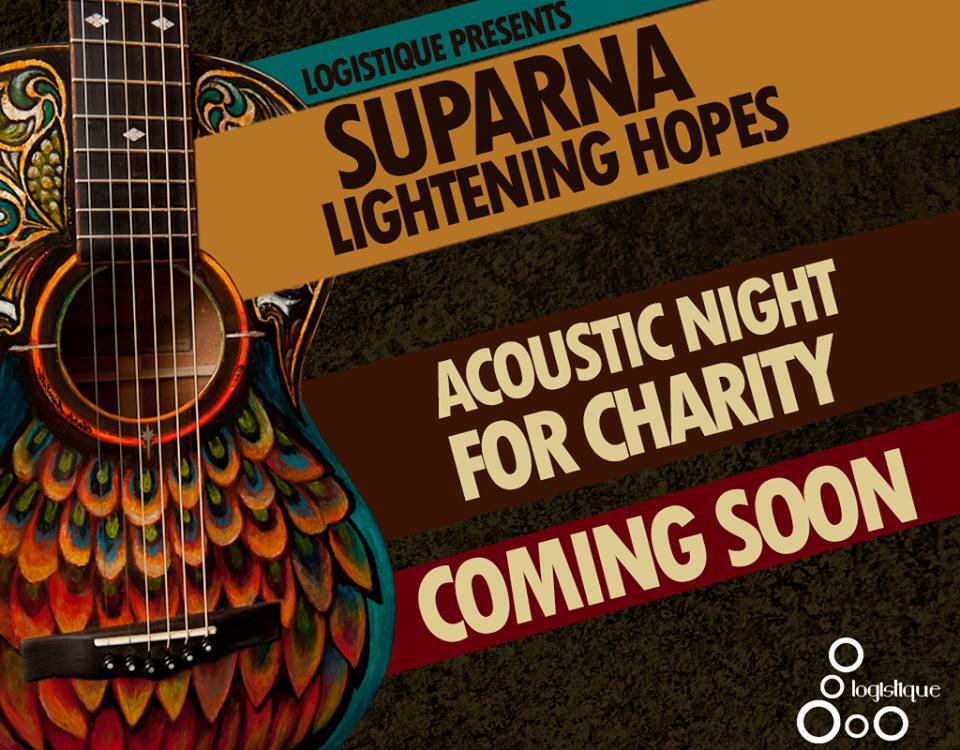 LOGISTIQUE PRESENTS
SUPARNA
LIGHTENING HOPES
ACOUSTIC NIGHT
FOR CHARITY
COMING SOON
logistique